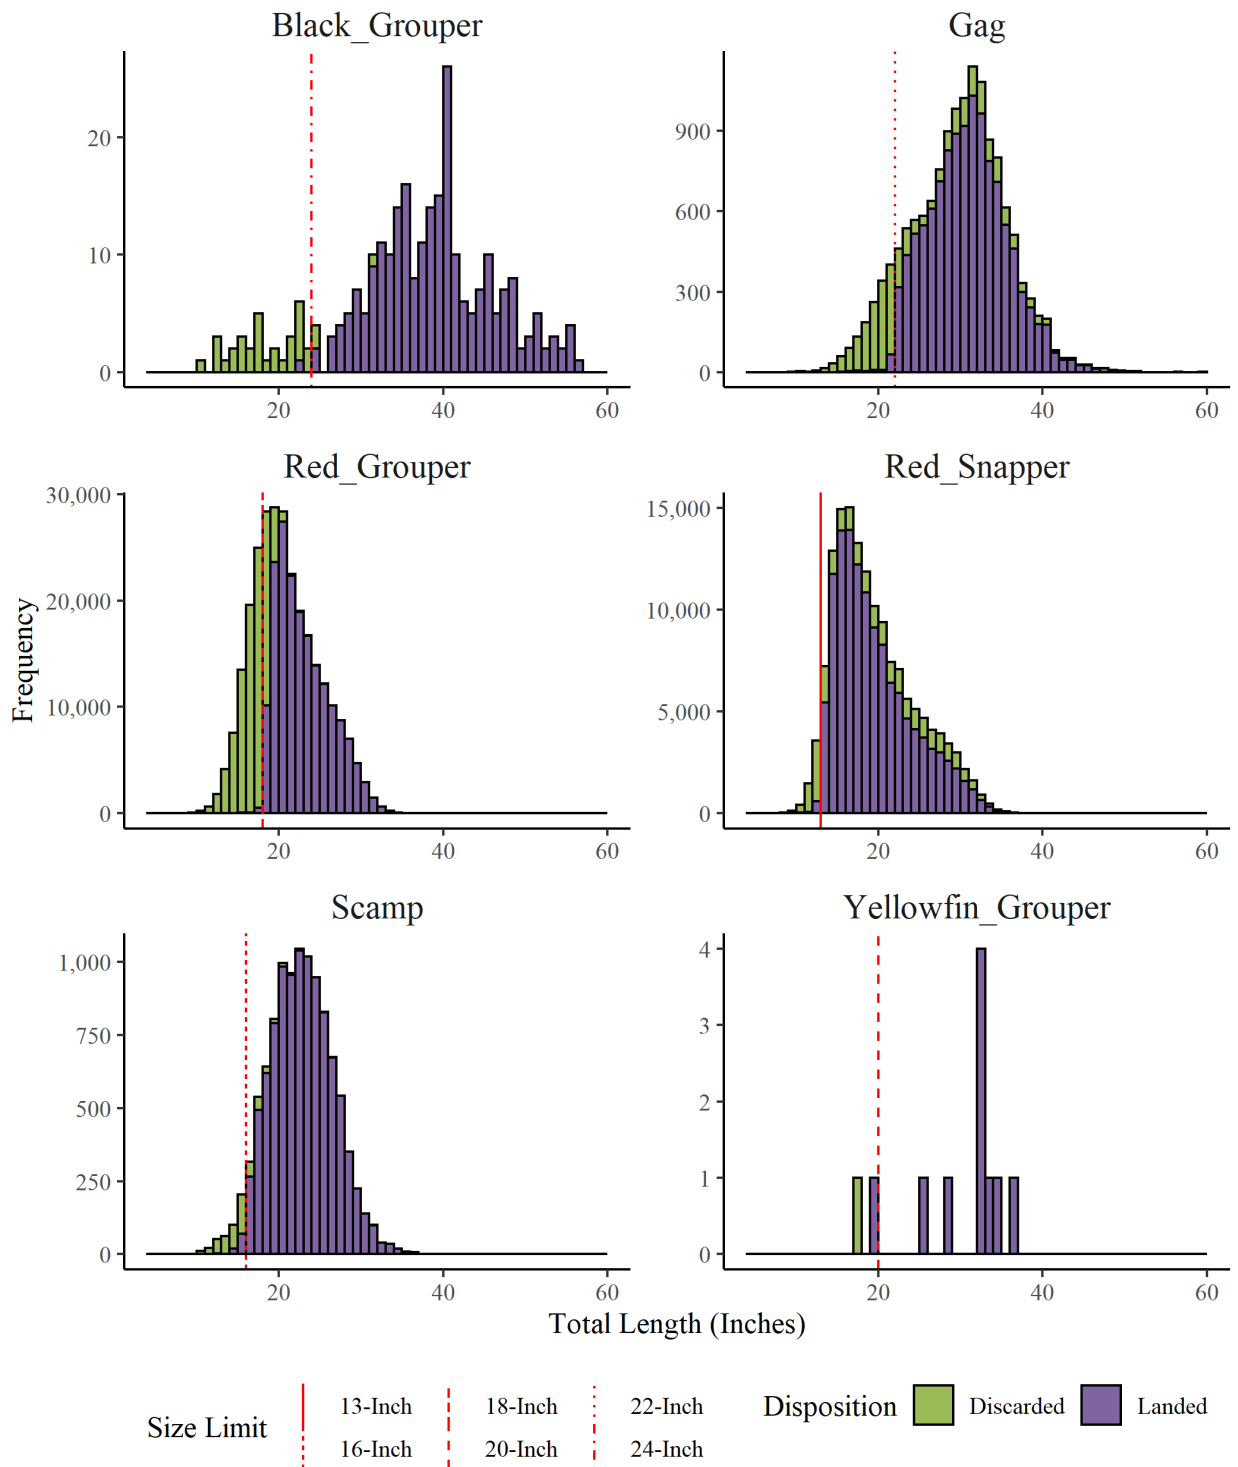 Black_Grouper Gag
20
10
0
900
600
300
0
20 40 60 20 40 60
Red_Grouper Red_Snapper
30,000
20,000
10,000
0
15,000
10,000
5,000
0
20 40 60 20 40 60
Frequency
Scamp Yellowfin_Grouper
1,000
750
500
250
0
4
3
2
1
0
20 40 60 20 40 60
Total Length (Inches)
Size Limit
13-Inch 18-Inch 22-Inch
16-Inch 20-Inch 24-Inch
Disposition Discarded Landed